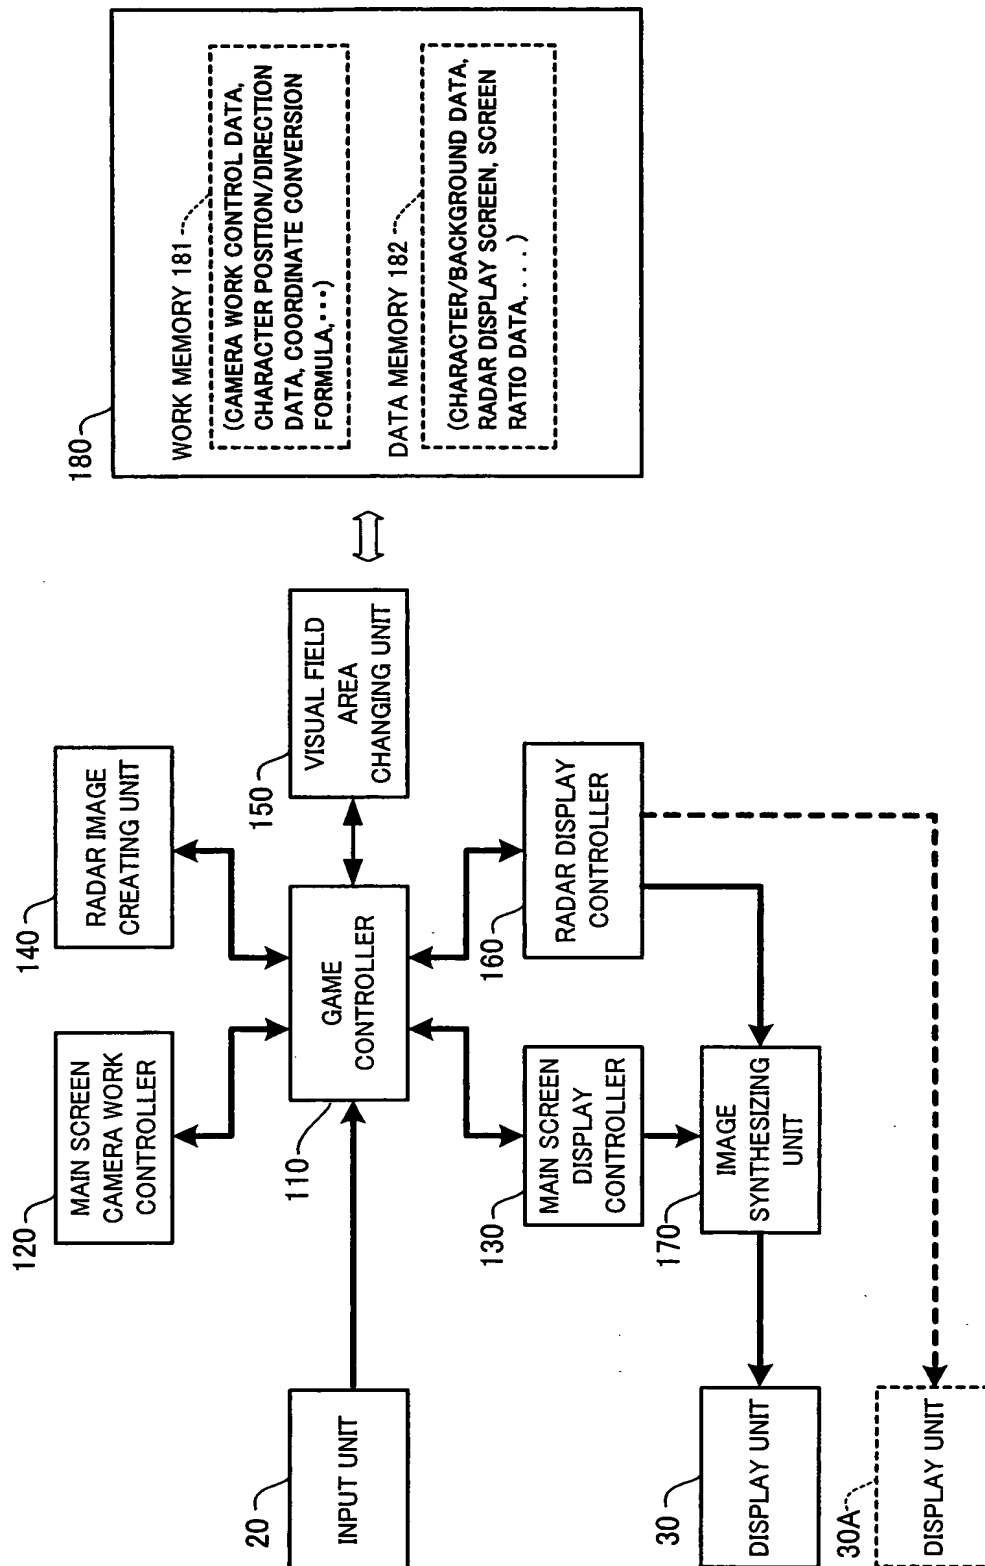 20
INPUT UNIT
120
MAIN SCREEN
CAMERA WORK
CONTROLLER
140
RADAR IMAGE
CREATING UNIT
110
GAME
CONTROLLER
150
VISUAL FIELD
AREA
CHANGING UNIT
130
MAIN SCREEN
DISPLAY
CONTROLLER
160
RADAR DISPLAY
CONTROLLER
170
IMAGE
SYNTHESIZING
UNIT
30
DISPLAY UNIT
30A
DISPLAY UNIT
180
WORK MEMORY 181
(CAMERA WORK CONTROL DATA,
CHARACTER POSITION/DIRECTION
DATA, COORDINATE CONVERSION
FORMULA,···)
DATA MEMORY 182
(CHARACTER/BACKGROUND DATA,
RADAR DISPLAY SCREEN, SCREEN
RATIO DATA, . . . .)